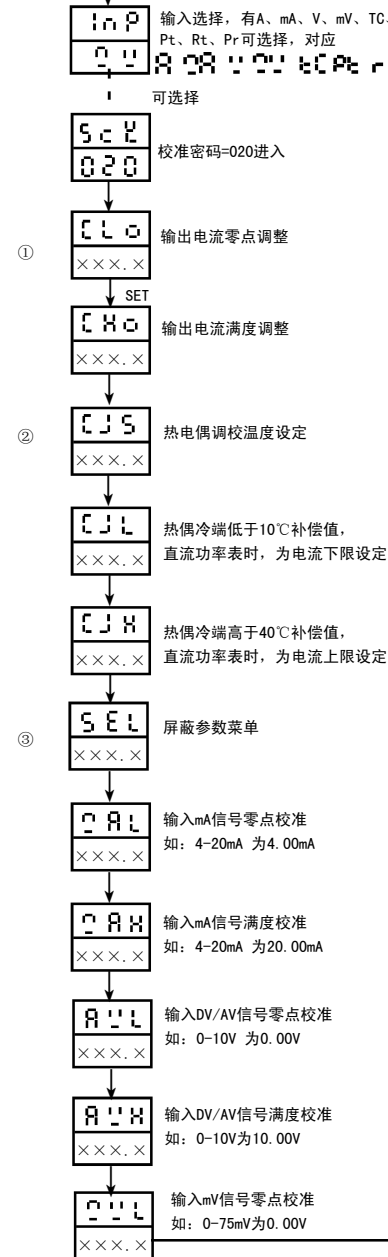 InP
输入选择，有A、mA、V、mV、TC、
Pt、Rt、Pr可选择，对应
可选择
ScK
020
校准密码=020进入
①
CLo
×××.×
输出电流零点调整
SET
CHo
×××.×
输出电流满度调整
②
CJS
×××.×
热电偶调校温度设定
CJL
×××.×
热偶冷端低于10℃补偿值，
直流功率表时，为电流下限设定
CJH
×××.×
热偶冷端高于40℃补偿值，
直流功率表时，为电流上限设定
③
SEL
×××.×
屏蔽参数菜单
×××.×
输入mA信号零点校准
如：4-20mA 为4.00mA
×××.×
输入mA信号满度校准
如：4-20mA 为20.00mA
×××.×
输入DV/AV信号零点校准
如：0-10V 为0.00V
×××.×
输入DV/AV信号满度校准
如：0-10V为10.00V
×××.×
输入mV信号零点校准
如：0-75mV为0.00V